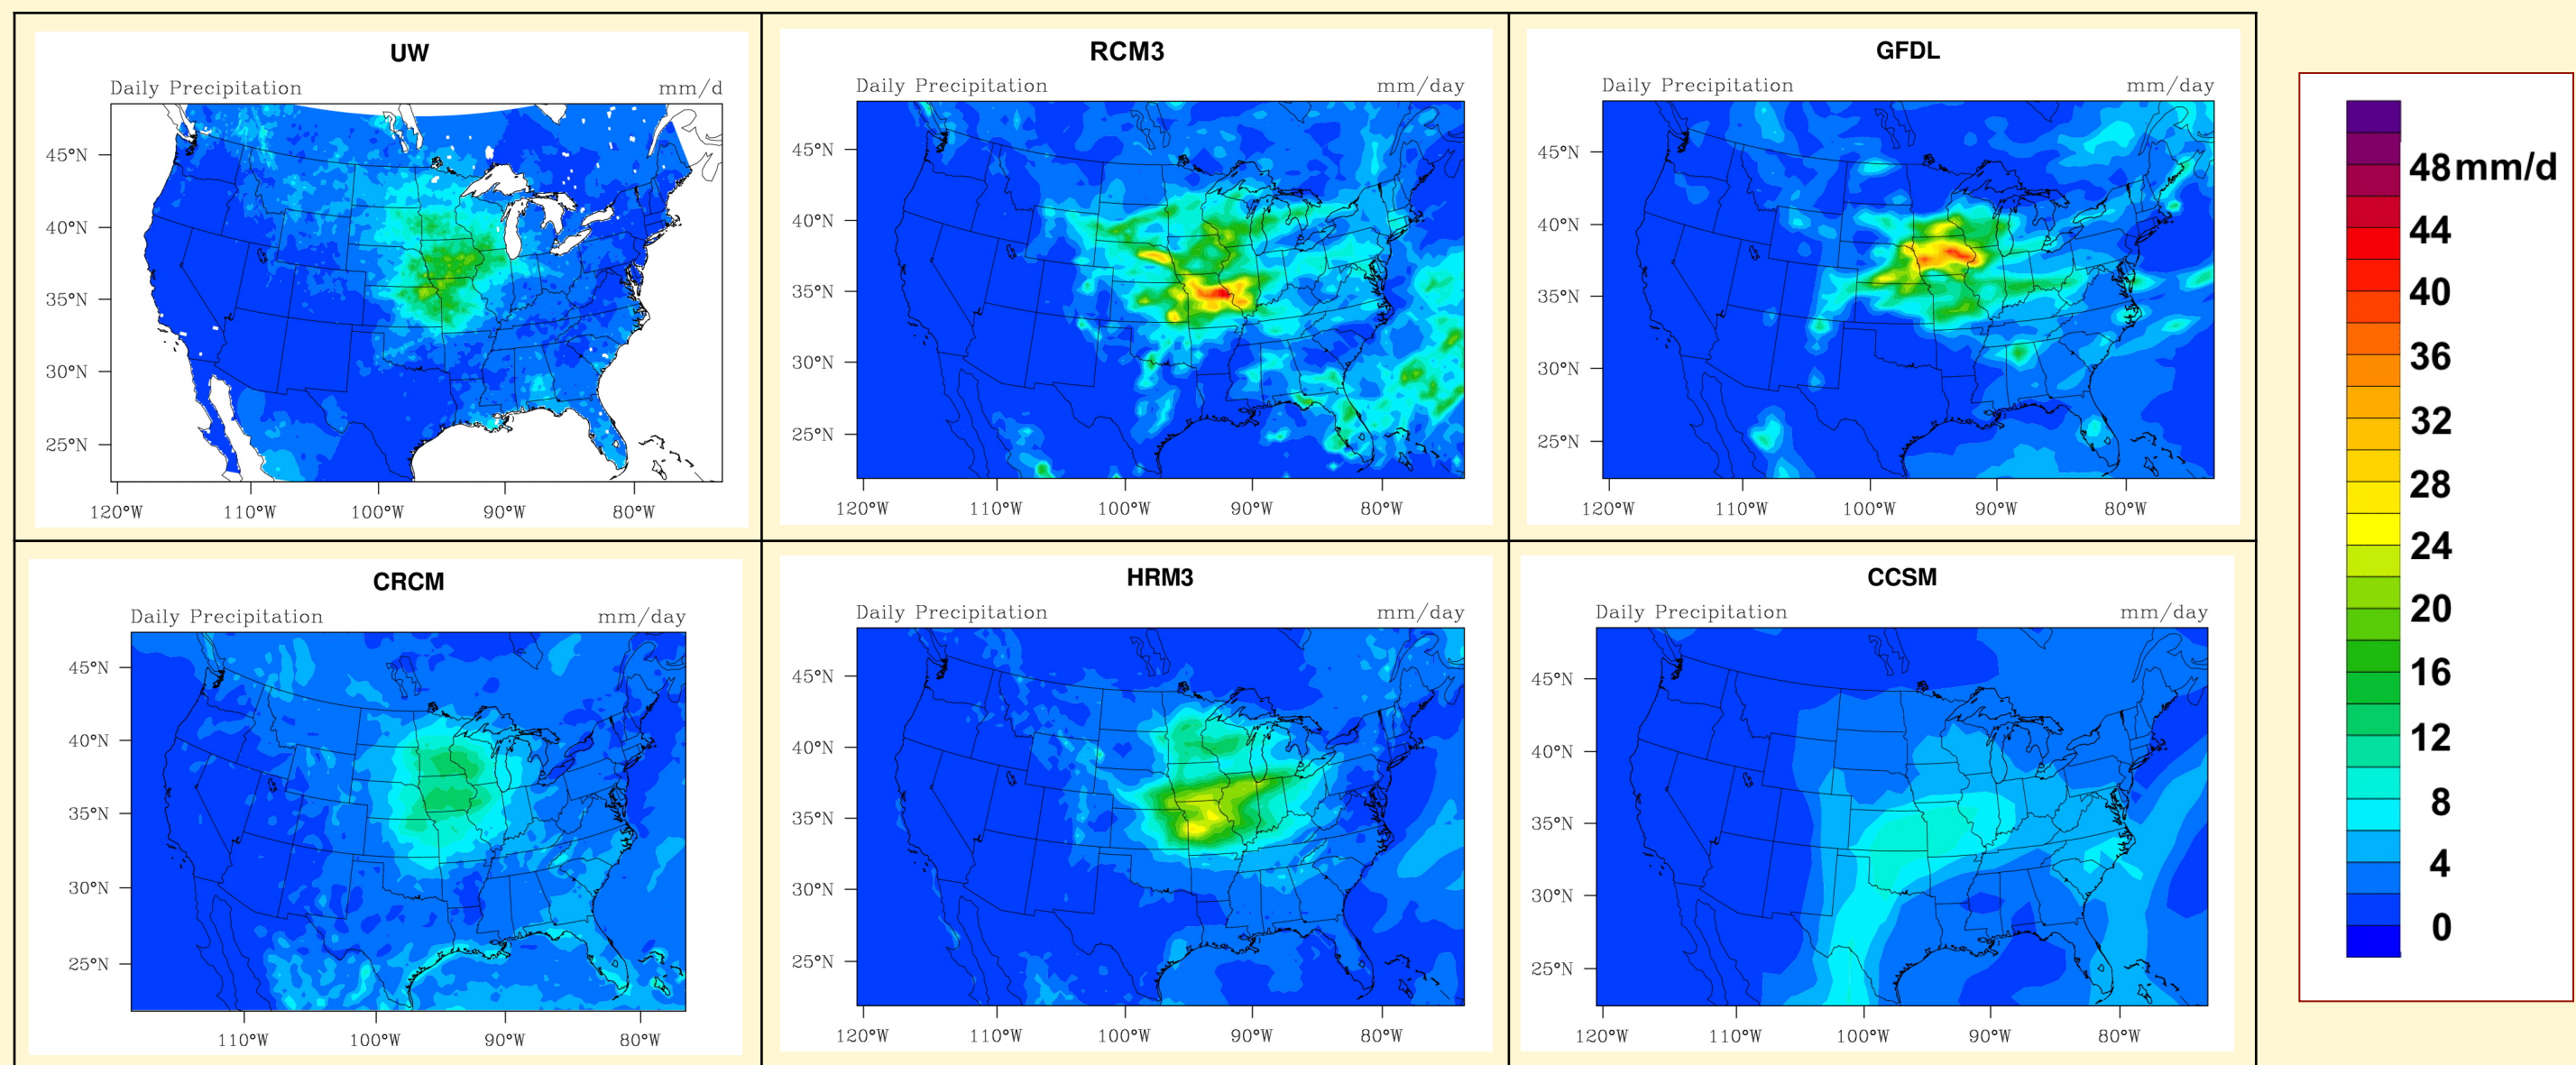 UW
Daily Precipitation mm/d
45°N
40°N
35°N
30°N
25°N
120°W 110°W 100°W 90°W 80°W
RCM3
Daily Precipitation mm/day
45°N
40°N
35°N
30°N
25°N
120°W 110°W 100°W 90°W 80°W
GFDL
Daily Precipitation mm/day
45°N
40°N
35°N
30°N
25°N
120°W 110°W 100°W 90°W 80°W
48mm/d
44
40
36
32
28
24
20
16
12
8
4
0
CRCM
Daily Precipitation mm/day
45°N
40°N
35°N
30°N
25°N
110°W 100°W 90°W 80°W
HRM3
Daily Precipitation mm/day
45°N
40°N
35°N
30°N
25°N
120°W 110°W 100°W 90°W 80°W
CCSM
Daily Precipitation mm/day
45°N
40°N
35°N
30°N
25°N
120°W 110°W 100°W 90°W 80°W